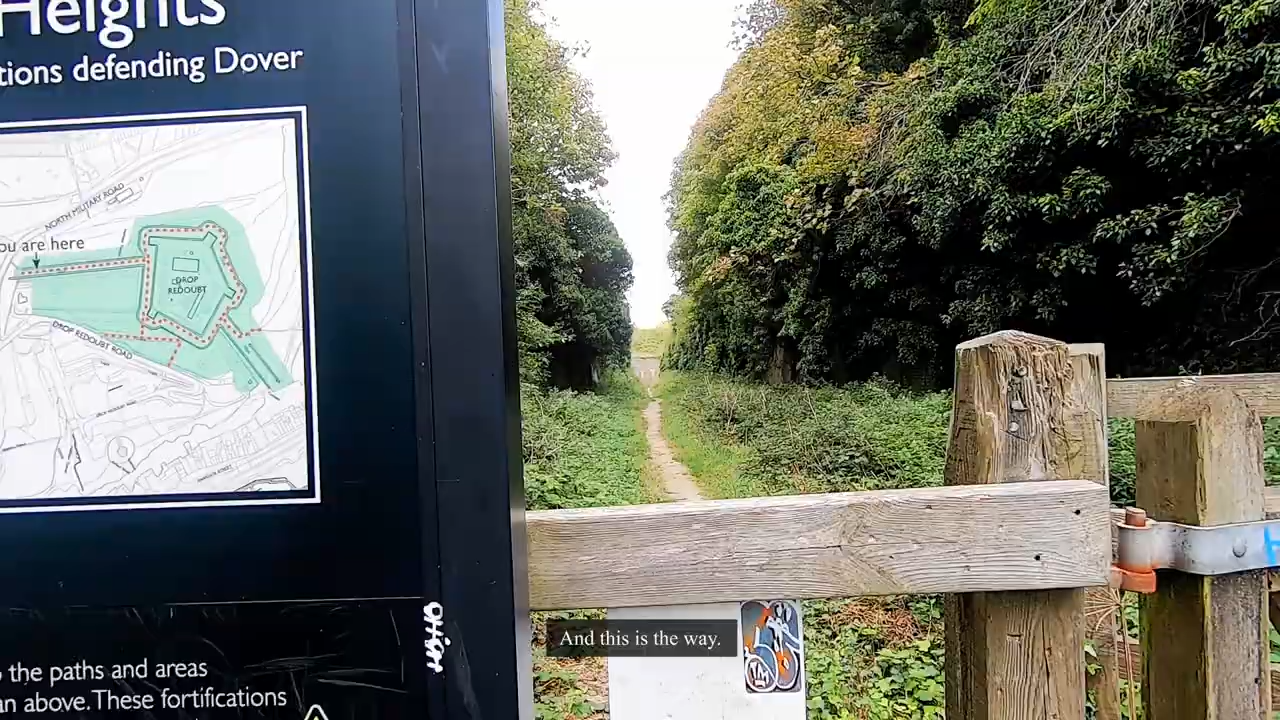 Heights
tions defending Dover
NORTH MILITARY ROAD
ou are here
DROP
REDOUBT
DROP REDOUBT ROAD
And this is the way.
the paths and areas
an above. These fortifications